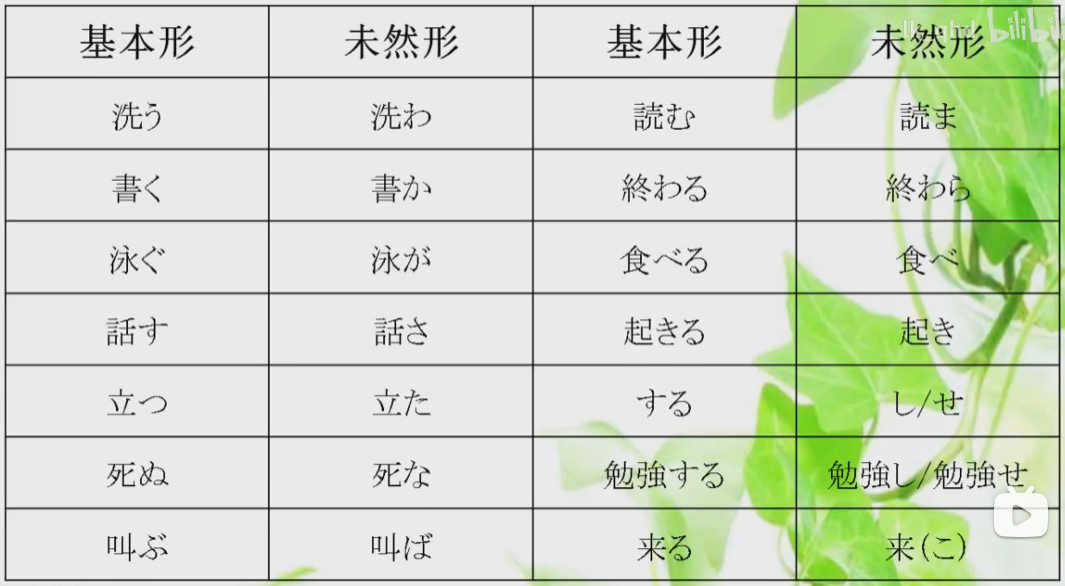 基本形 未然形 基本形 未然形
洗う 洗わ 読む 読ま
書く 書か 終わる 終わら
泳ぐ 泳が 食べる 食べ
話す 話さ 起きる 起き
立つ 立た する し/せ
死ぬ 死な 勉強する 勉強し/勉強せ
叫ぶ 叫ば 来る 来(こ)